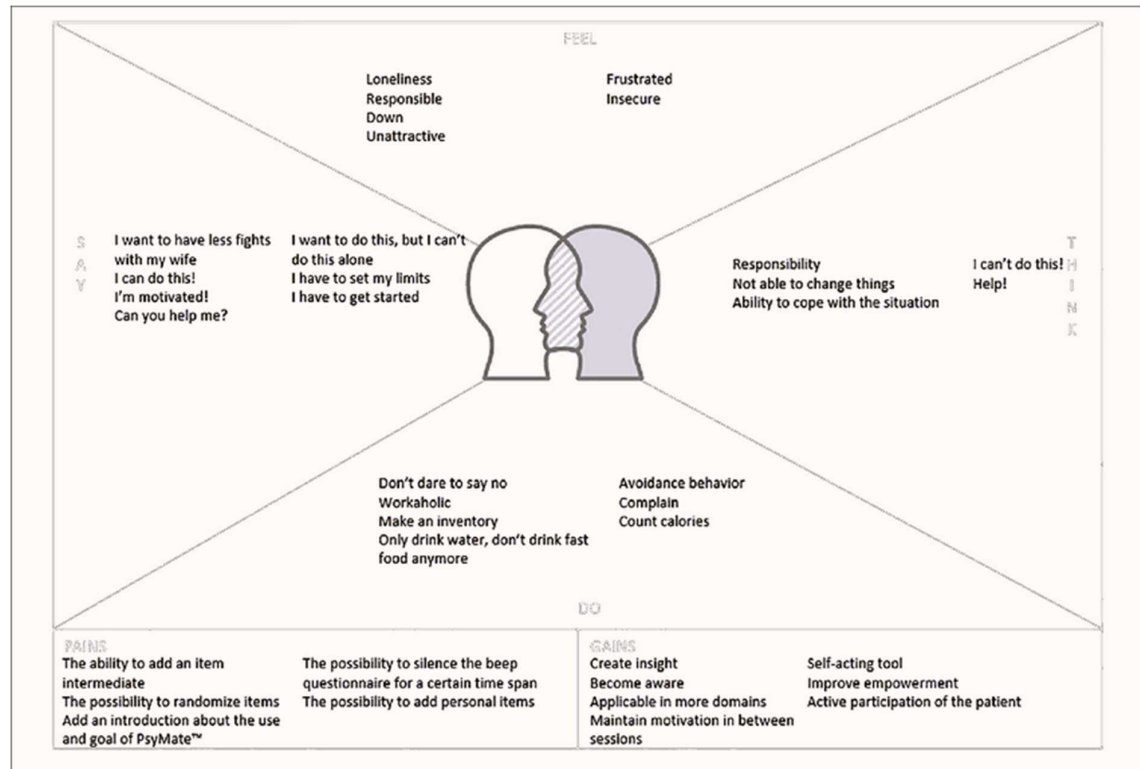 FEEL
Loneliness
Responsible
Down
Unattractive
Frustrated
Insecure
SAY
I want to have less fights
with my wife
I can do this!
I'm motivated!
Can you help me?
I want to do this, but I can't
do this alone
I have to set my limits
I have to get started
Responsibility
Not able to change things
Ability to cope with the situation
I can't do this!
Help!
THINK
Don't dare to say no
Workaholic
Make an inventory
Only drink water, don't drink fast
food anymore
Avoidance behavior
Complain
Count calories
DO
PAINS
The ability to add an item
intermediate
The possibility to randomize items
Add an introduction about the use
and goal of PsyMate™
The possibility to silence the beep
questionnaire for a certain time span
The possibility to add personal items
GAINS
Create insight
Become aware
Applicable in more domains
Maintain motivation in between
sessions
Self-acting tool
Improve empowerment
Active participation of the patient